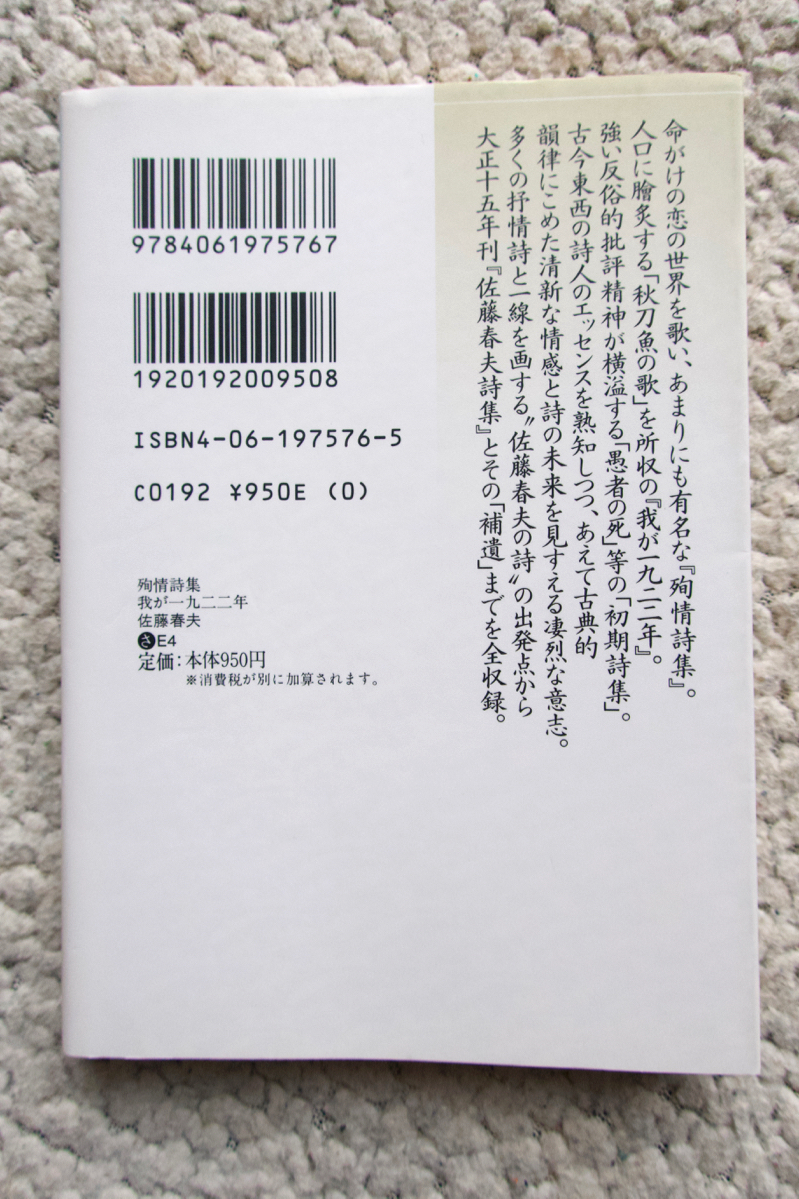 命がけの恋の世界を歌い、あまりにも有名な『殉情詩集』。
人口に膾炙する「秋刀魚の歌」を所収の『我が一九二二年』。
強い反俗的批評精神が横溢する「愚者の死」等の「初期詩集」。
古今東西の詩人のエッセンスを熟知しつつ、あえて古典的
韻律にこめた清新な情感と詩の未来を見すえる凄烈な意志。
多くの抒情詩と一線を画する〝佐藤春夫の詩〟の出発点から
大正十五年刊『佐藤春夫詩集』とその「補遺」までを全収録。
9784061975767
1920192009508
ISBN4-06-197576-5
C0192 ¥950E (0)
殉情詩集
我が一九二二年
佐藤春夫
さE4
定価:本体950円
※消費税が別に加算されます。